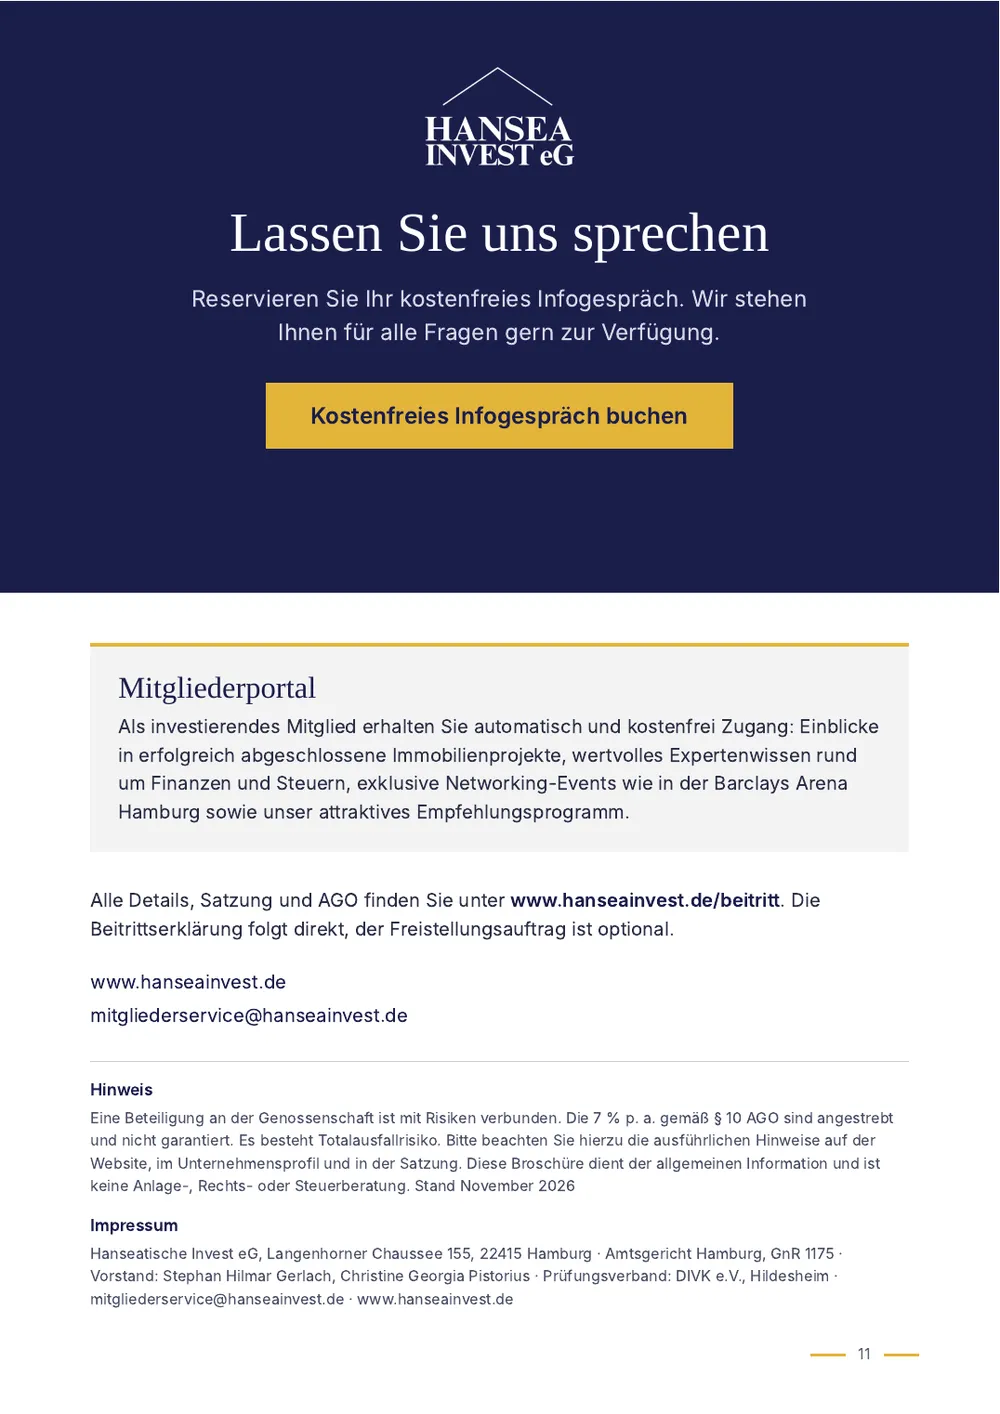 HANSEA
INVEST eG
Lassen Sie uns sprechen
Reservieren Sie Ihr kostenfreies Infogespräch. Wir stehen
Ihnen für alle Fragen gern zur Verfügung.
Kostenfreies Infogespräch buchen
Mitgliederportal
Als investierendes Mitglied erhalten Sie automatisch und kostenfrei Zugang: Einblicke
in erfolgreich abgeschlossene Immobilienprojekte, wertvolles Expertenwissen rund
um Finanzen und Steuern, exklusive Networking-Events wie in der Barclays Arena
Hamburg sowie unser attraktives Empfehlungsprogramm.
Alle Details, Satzung und AGO finden Sie unter www.hanseainvest.de/beitritt. Die
Beitrittserklärung folgt direkt, der Freistellungsauftrag ist optional.
www.hanseainvest.de
mitgliederservice@hanseainvest.de
Hinweis
Eine Beteiligung an der Genossenschaft ist mit Risiken verbunden. Die 7 % p. a. gemäß § 10 AGO sind angestrebt
und nicht garantiert. Es besteht Totalausfallrisiko. Bitte beachten Sie hierzu die ausführlichen Hinweise auf der
Website, im Unternehmensprofil und in der Satzung. Diese Broschüre dient der allgemeinen Information und ist
keine Anlage-, Rechts- oder Steuerberatung. Stand November 2026
Impressum
Hanseatische Invest eG, Langenhorner Chaussee 155, 22415 Hamburg · Amtsgericht Hamburg, GnR 1175 ·
Vorstand: Stephan Hilmar Gerlach, Christine Georgia Pistorius · Prüfungsverband: DIVK e.V., Hildesheim ·
mitgliederservice@hanseainvest.de · www.hanseainvest.de
11